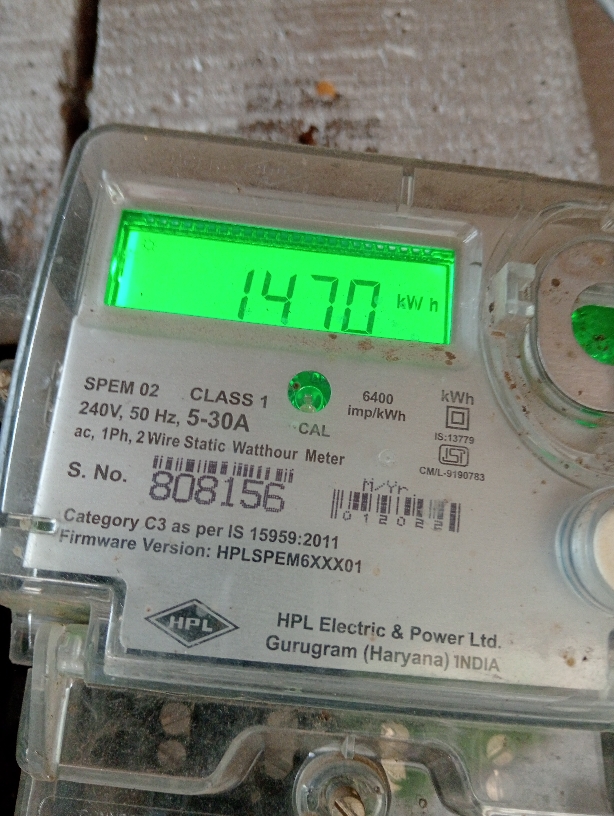 1470 kWh
SPEM 02 CLASS 1
6400
imp/kWh
kWh
240V, 50 Hz, 5-30A
CAL
IS:13779
ac, 1Ph, 2 Wire Static Watthour Meter
ISI
CM/L-9190783
S. No. 808156
M/Yr.
012022
Category C3 as per IS 15959:2011
Firmware Version: HPLSPEM6XXX01
HPL
HPL Electric & Power Ltd.
Gurugram (Haryana) INDIA